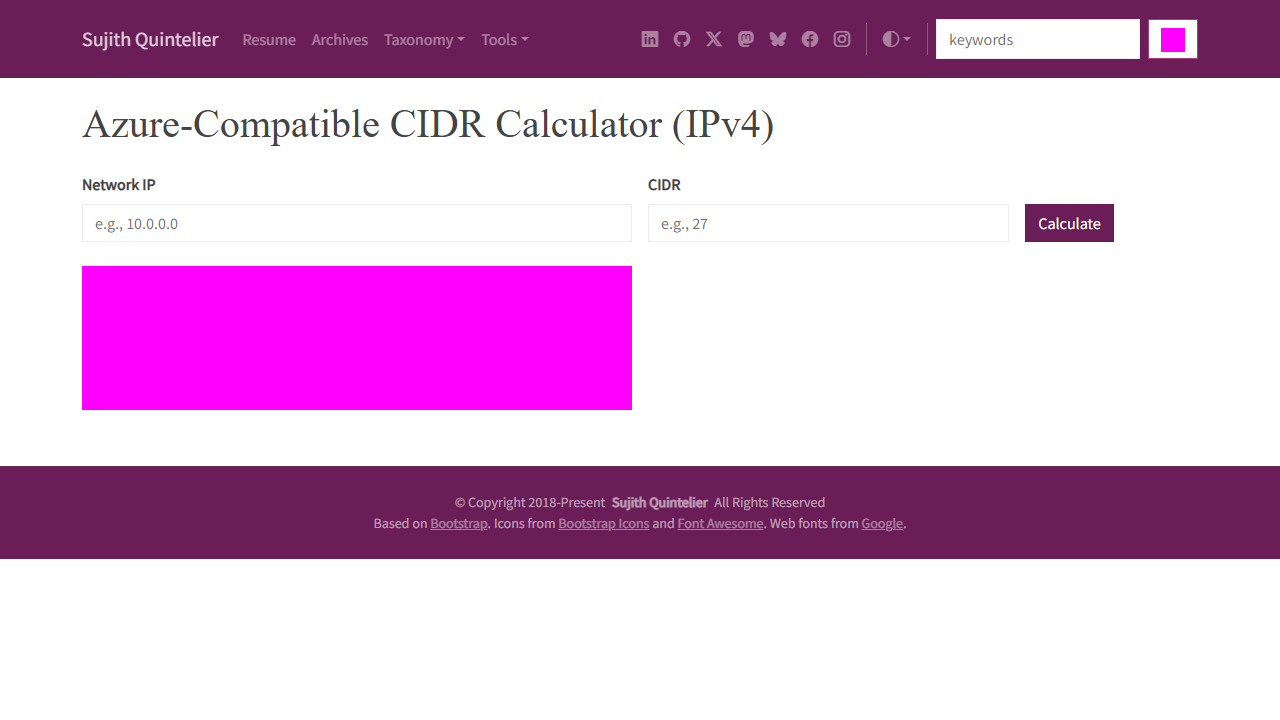 Sujith Quintelier Resume Archives Taxonomy Tools keywords
Azure-Compatible CIDR Calculator (IPv4)
Network IP CIDR
e.g., 10.0.0.0 e.g., 27 Calculate
© Copyright 2018-Present Sujith Quintelier All Rights Reserved
Based on Bootstrap. Icons from Bootstrap Icons and Font Awesome. Web fonts from Google.